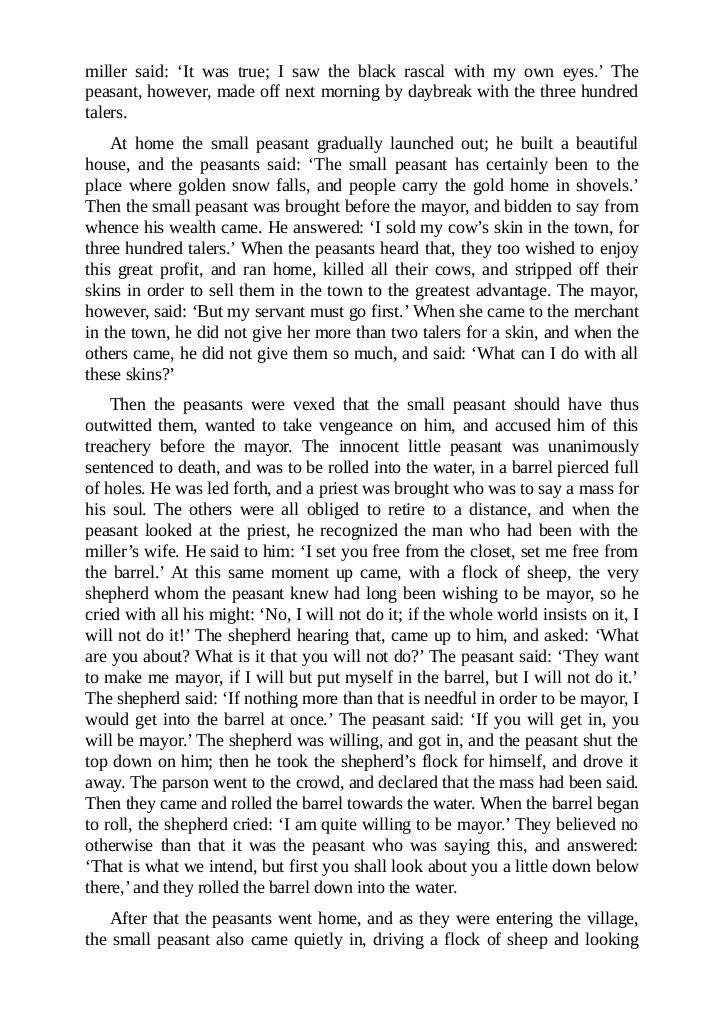 miller said: ‘It was true; I saw the black rascal with my own eyes.’ The
peasant, however, made off next morning by daybreak with the three hundred
talers.
At home the small peasant gradually launched out; he built a beautiful
house, and the peasants said: ‘The small peasant has certainly been to the
place where golden snow falls, and people carry the gold home in shovels.’
Then the small peasant was brought before the mayor, and bidden to say from
whence his wealth came. He answered: ‘I sold my cow’s skin in the town, for
three hundred talers.’ When the peasants heard that, they too wished to enjoy
this great profit, and ran home, killed all their cows, and stripped off their
skins in order to sell them in the town to the greatest advantage. The mayor,
however, said: ‘But my servant must go first.’ When she came to the merchant
in the town, he did not give her more than two talers for a skin, and when the
others came, he did not give them so much, and said: ‘What can I do with all
these skins?’
Then the peasants were vexed that the small peasant should have thus
outwitted them, wanted to take vengeance on him, and accused him of this
treachery before the mayor. The innocent little peasant was unanimously
sentenced to death, and was to be rolled into the water, in a barrel pierced full
of holes. He was led forth, and a priest was brought who was to say a mass for
his soul. The others were all obliged to retire to a distance, and when the
peasant looked at the priest, he recognized the man who had been with the
miller’s wife. He said to him: ‘I set you free from the closet, set me free from
the barrel.’ At this same moment up came, with a flock of sheep, the very
shepherd whom the peasant knew had long been wishing to be mayor, so he
cried with all his might: ‘No, I will not do it; if the whole world insists on it, I
will not do it!’ The shepherd hearing that, came up to him, and asked: ‘What
are you about? What is it that you will not do?’ The peasant said: ‘They want
to make me mayor, if I will but put myself in the barrel, but I will not do it.’
The shepherd said: ‘If nothing more than that is needful in order to be mayor, I
would get into the barrel at once.’ The peasant said: ‘If you will get in, you
will be mayor.’ The shepherd was willing, and got in, and the peasant shut the
top down on him; then he took the shepherd’s flock for himself, and drove it
away. The parson went to the crowd, and declared that the mass had been said.
Then they came and rolled the barrel towards the water. When the barrel began
to roll, the shepherd cried: ‘I am quite willing to be mayor.’ They believed no
otherwise than that it was the peasant who was saying this, and answered:
‘That is what we intend, but first you shall look about you a little down below
there,’ and they rolled the barrel down into the water.
After that the peasants went home, and as they were entering the village,
the small peasant also came quietly in, driving a flock of sheep and looking